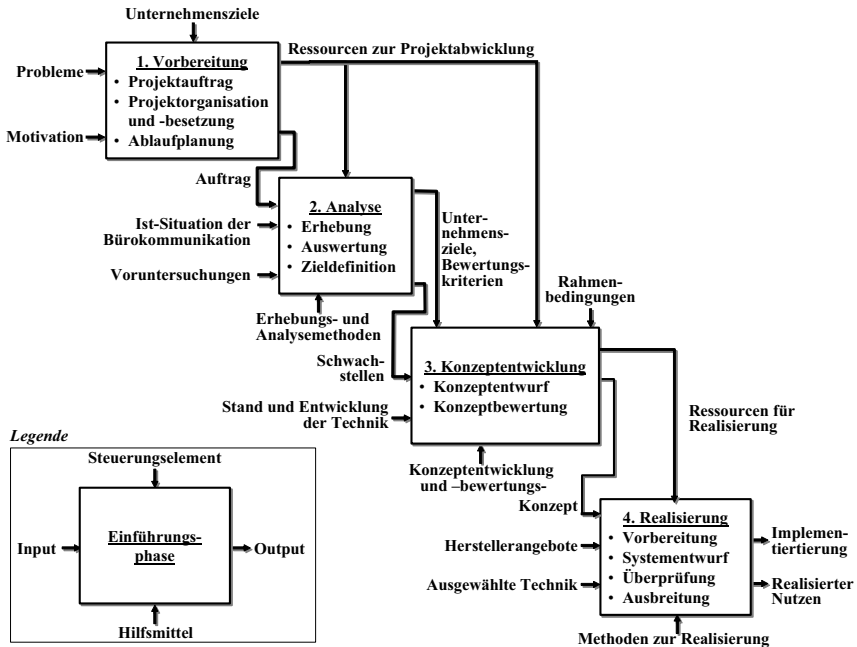 Unternehmensziele
Ressourcen zur Projektabwicklung
Probleme
Motivation
1. Vorbereitung
• Projektauftrag
• Projektorganisation
und -besetzung
• Ablaufplanung
Auftrag
Ist-Situation der
Bürokommunikation
Voruntersuchungen
2. Analyse
• Erhebung
• Auswertung
• Zieldefinition
Erhebungs- und
Analysemethoden
Unter-
nehmens-
ziele,
Bewertungs-
kriterien
Rahmen-
bedingungen
Schwach-
stellen
Stand und Entwicklung
der Technik
3. Konzeptentwicklung
• Konzeptentwurf
• Konzeptbewertung
Konzeptentwicklung
und –bewertungs-
Ressourcen für
Realisierung
Konzept
Herstellerangebote
Ausgewählte Technik
4. Realisierung
• Vorbereitung
• Systementwurf
• Überprüfung
• Ausbreitung
Implemen-
tiertierung
Realisierter
Nutzen
Methoden zur Realisierung
Legende
Steuerungselement
Input
Einführungs-
phase
Output
Hilfsmittel